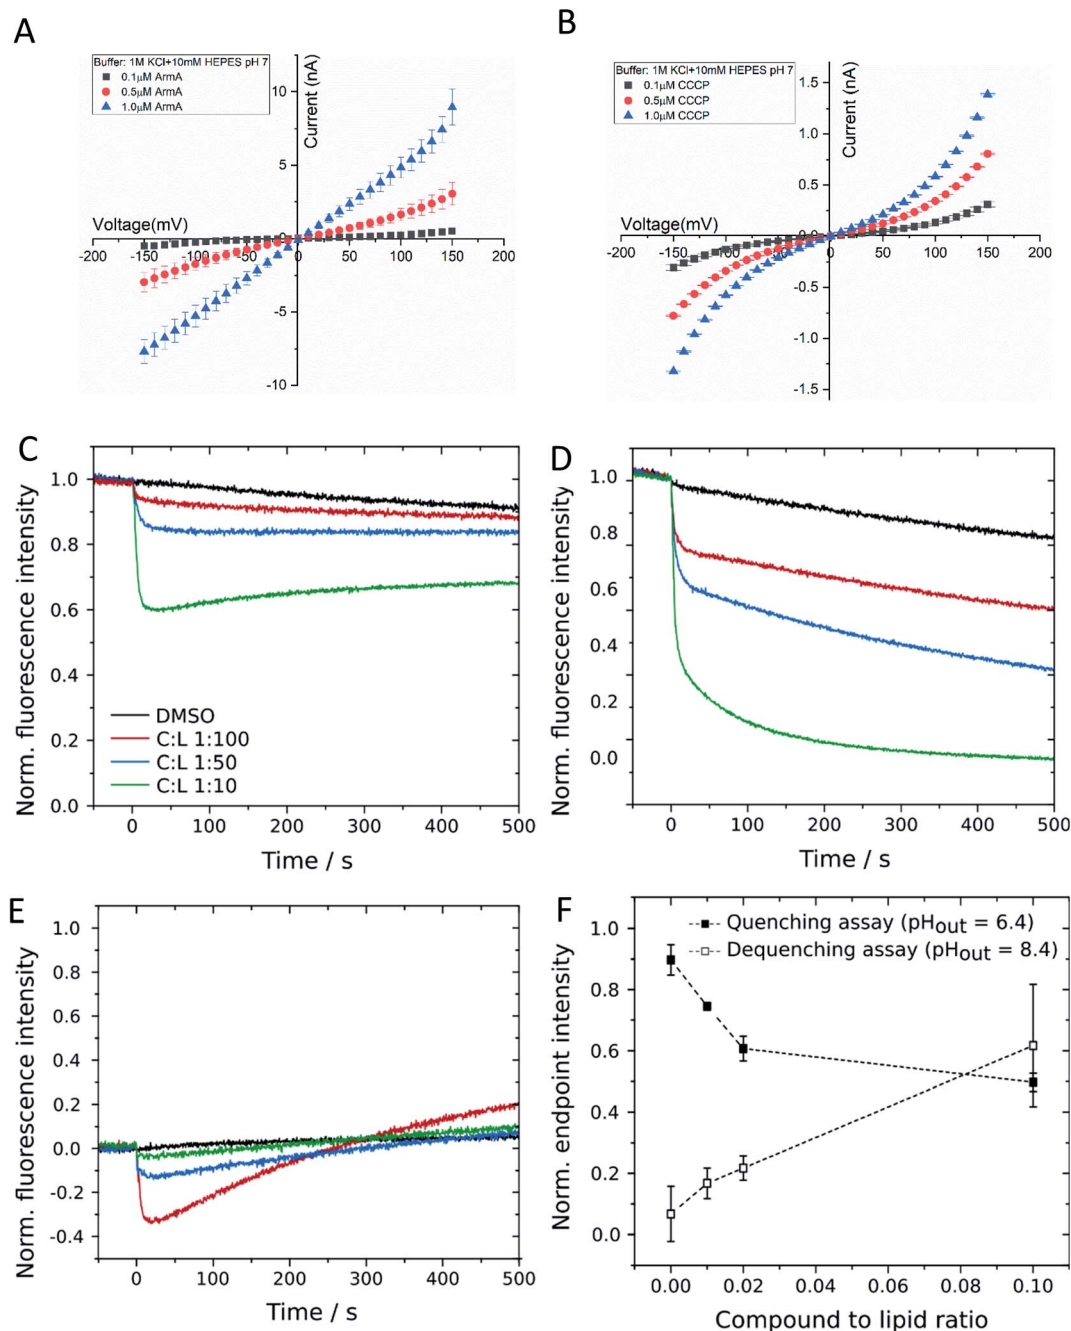 A
Buffer: 1M KCl+10mM HEPES pH 7
0.1μM ArmA
0.5μM ArmA
1.0μM ArmA
Current (nA)
10
5
0
-5
-10
Voltage(mV)
-200 -150 -100 -50 0 50 100 150 200
B
Buffer: 1M KCl+10mM HEPES pH 7
0.1μM CCCP
0.5μM CCCP
1.0μM CCCP
Current (nA)
1.5
1.0
0.5
0.0
-0.5
-1.0
-1.5
Voltage(mV)
-200 -150 -100 -50 0 50 100 150 200
C
Norm. fluorescence intensity
1.0
0.8
0.6
0.4
0.2
0.0
DMSO
C:L 1:100
C:L 1:50
C:L 1:10
0 100 200 300 400 500
Time / s
D
Norm. fluorescence intensity
1.0
0.8
0.6
0.4
0.2
0.0
0 100 200 300 400 500
Time / s
E
Norm. fluorescence intensity
1.0
0.8
0.6
0.4
0.2
0.0
-0.2
-0.4
0 100 200 300 400 500
Time / s
F
Norm. endpoint intensity
Quenching assay (pHout = 6.4)
Dequenching assay (pHout = 8.4)
1.0
0.8
0.6
0.4
0.2
0.0
0.00 0.02 0.04 0.06 0.08 0.10
Compound to lipid ratio